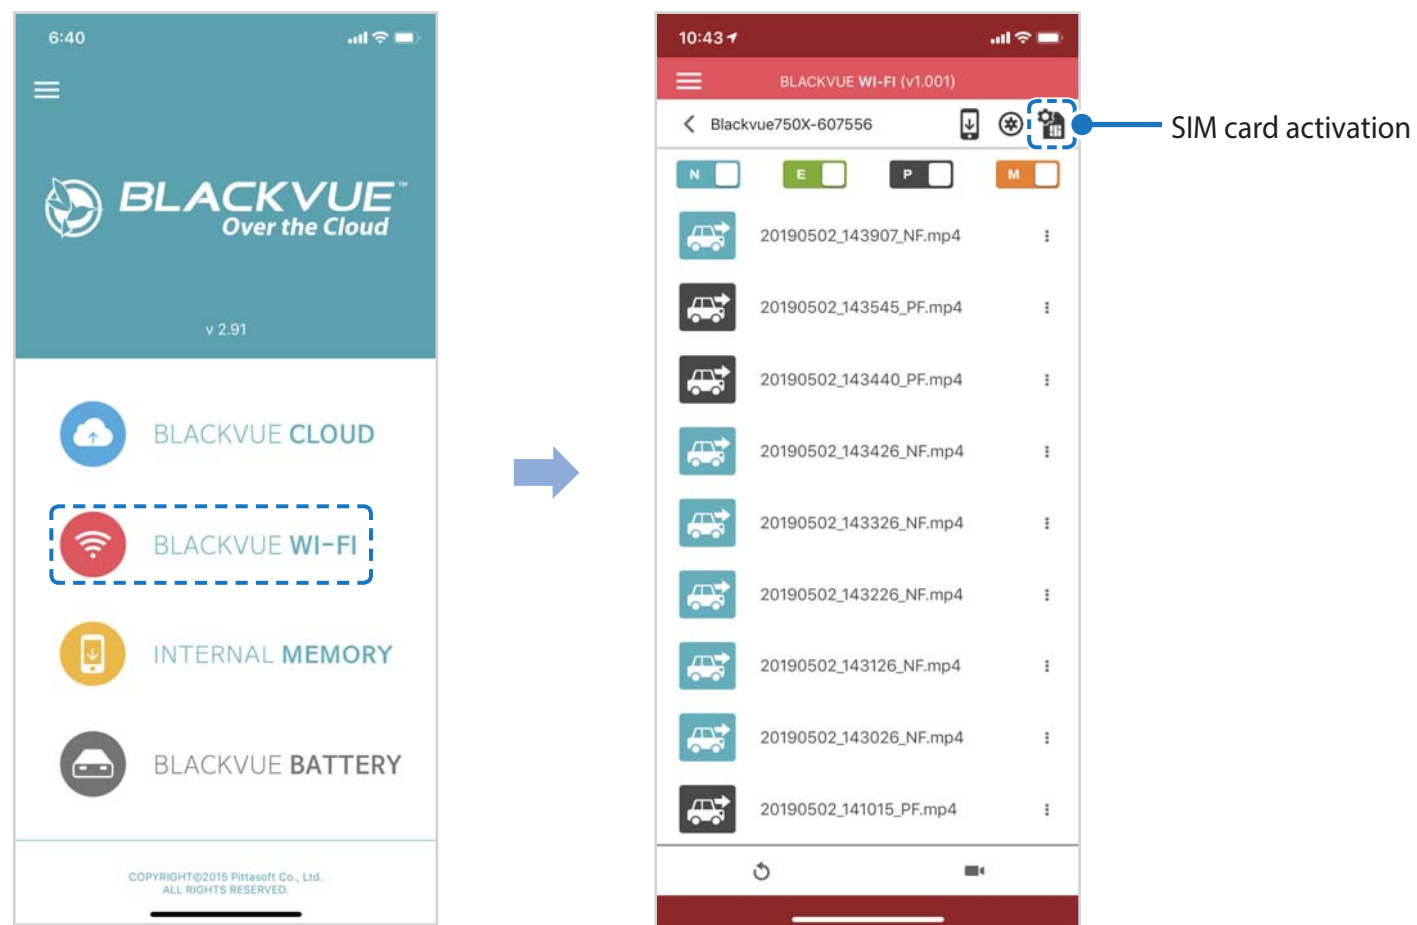 6:40
BLACKVUE™
Over the Cloud
v 2.91
BLACKVUE CLOUD
BLACKVUE WI-FI
INTERNAL MEMORY
BLACKVUE BATTERY
COPYRIGHT©2015 Pittasoft Co., Ltd.
ALL RIGHTS RESERVED.
10:43
BLACKVUE WI-FI (v1.001)
Blackvue750X-607556
SIM card activation
N E P M
20190502_143907_NF.mp4
20190502_143545_PF.mp4
20190502_143440_PF.mp4
20190502_143426_NF.mp4
20190502_143326_NF.mp4
20190502_143226_NF.mp4
20190502_143126_NF.mp4
20190502_143026_NF.mp4
20190502_141015_PF.mp4